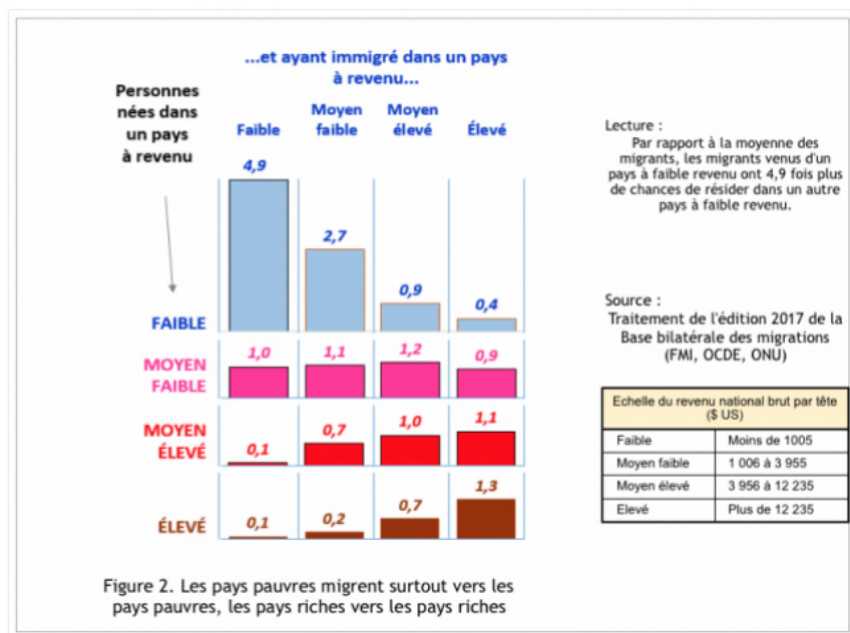 ...et ayant immigré dans un pays
à revenu...
Personnes
nées dans
un pays
à revenu
Faible
Moyen
faible
Moyen
élevé
Élevé
4,9
2,7
0,9
0,4
FAIBLE
1,0
1,1
1,2
0,9
MOYEN
FAIBLE
0,1
0,7
1,0
1,1
MOYEN
ÉLEVÉ
0,1
0,2
0,7
1,3
ÉLEVÉ
Figure 2. Les pays pauvres migrent surtout vers les
pays pauvres, les pays riches vers les pays riches
Lecture :
Par rapport à la moyenne des
migrants, les migrants venus d'un
pays à faible revenu ont 4,9 fois plus
de chances de résider dans un autre
pays à faible revenu.
Source :
Traitement de l'édition 2017 de la
Base bilatérale des migrations
(FMI, OCDE, ONU)
Echelle du revenu national brut par tête
($ US)
Faible Moins de 1005
Moyen faible 1 006 à 3 955
Moyen élevé 3 956 à 12 235
Elevé Plus de 12 235